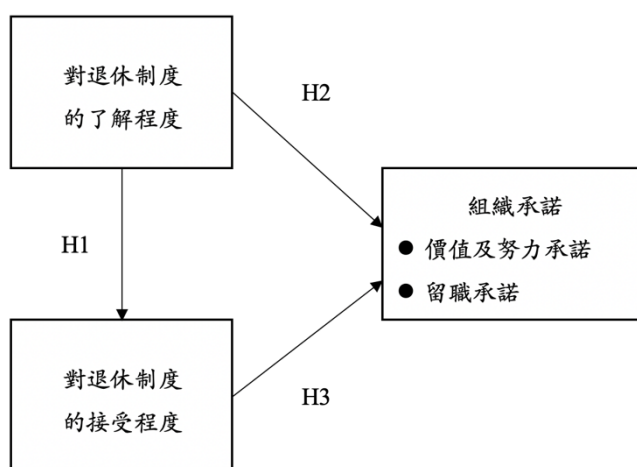 對退休制度
的了解程度
H2
組織承諾
● 價值及努力承諾
● 留職承諾
H1
對退休制度
的接受程度
H3